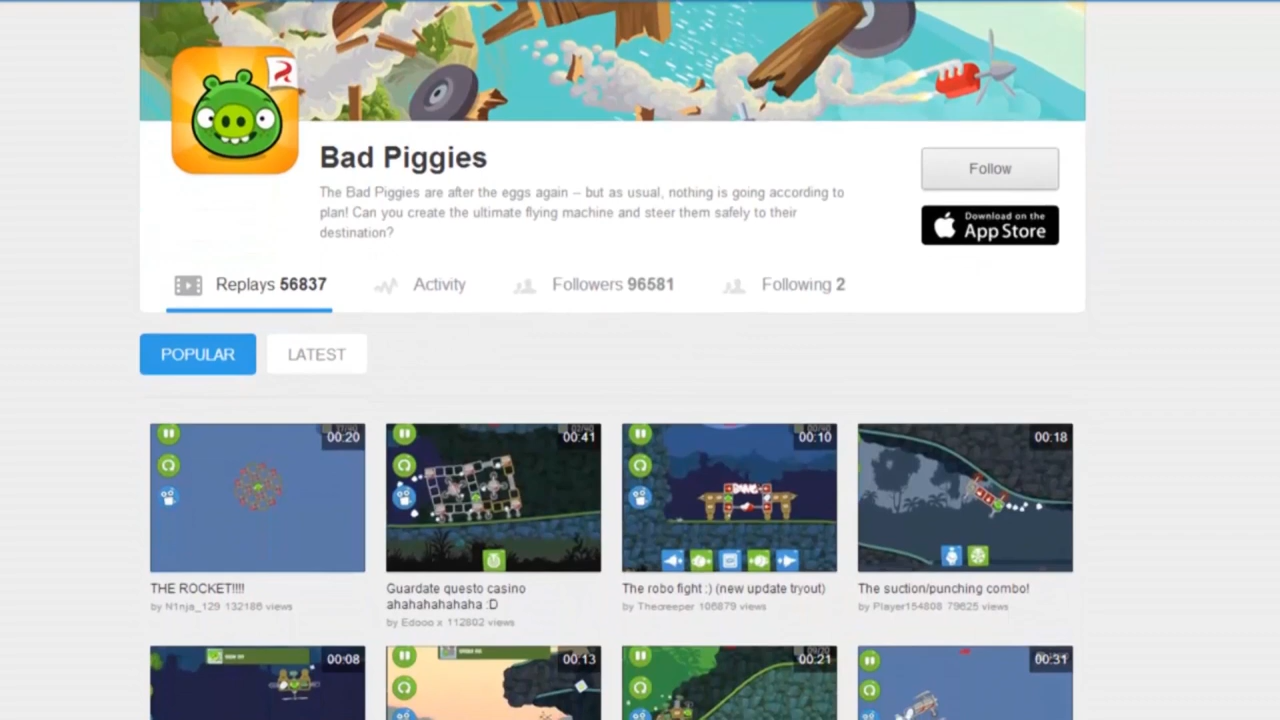 Bad Piggies
The Bad Piggies are after the eggs again – but as usual, nothing is going according to
plan! Can you create the ultimate flying machine and steer them safely to their
destination?
Follow
Download on the
App Store
Replays 56837
Activity
Followers 96581
Following 2
POPULAR
LATEST
00:20
00:41
00:10
00:18
THE ROCKET!!!!
by N1nja_129 132186 views
Guardate questo casino
ahahahahahaha :D
by Edooo x 112802 views
The robo fight :) (new update tryout)
by Thecreeper 106879 views
The suction/punching combo!
by Player154808 79625 views
00:08
00:13
00:21
00:31